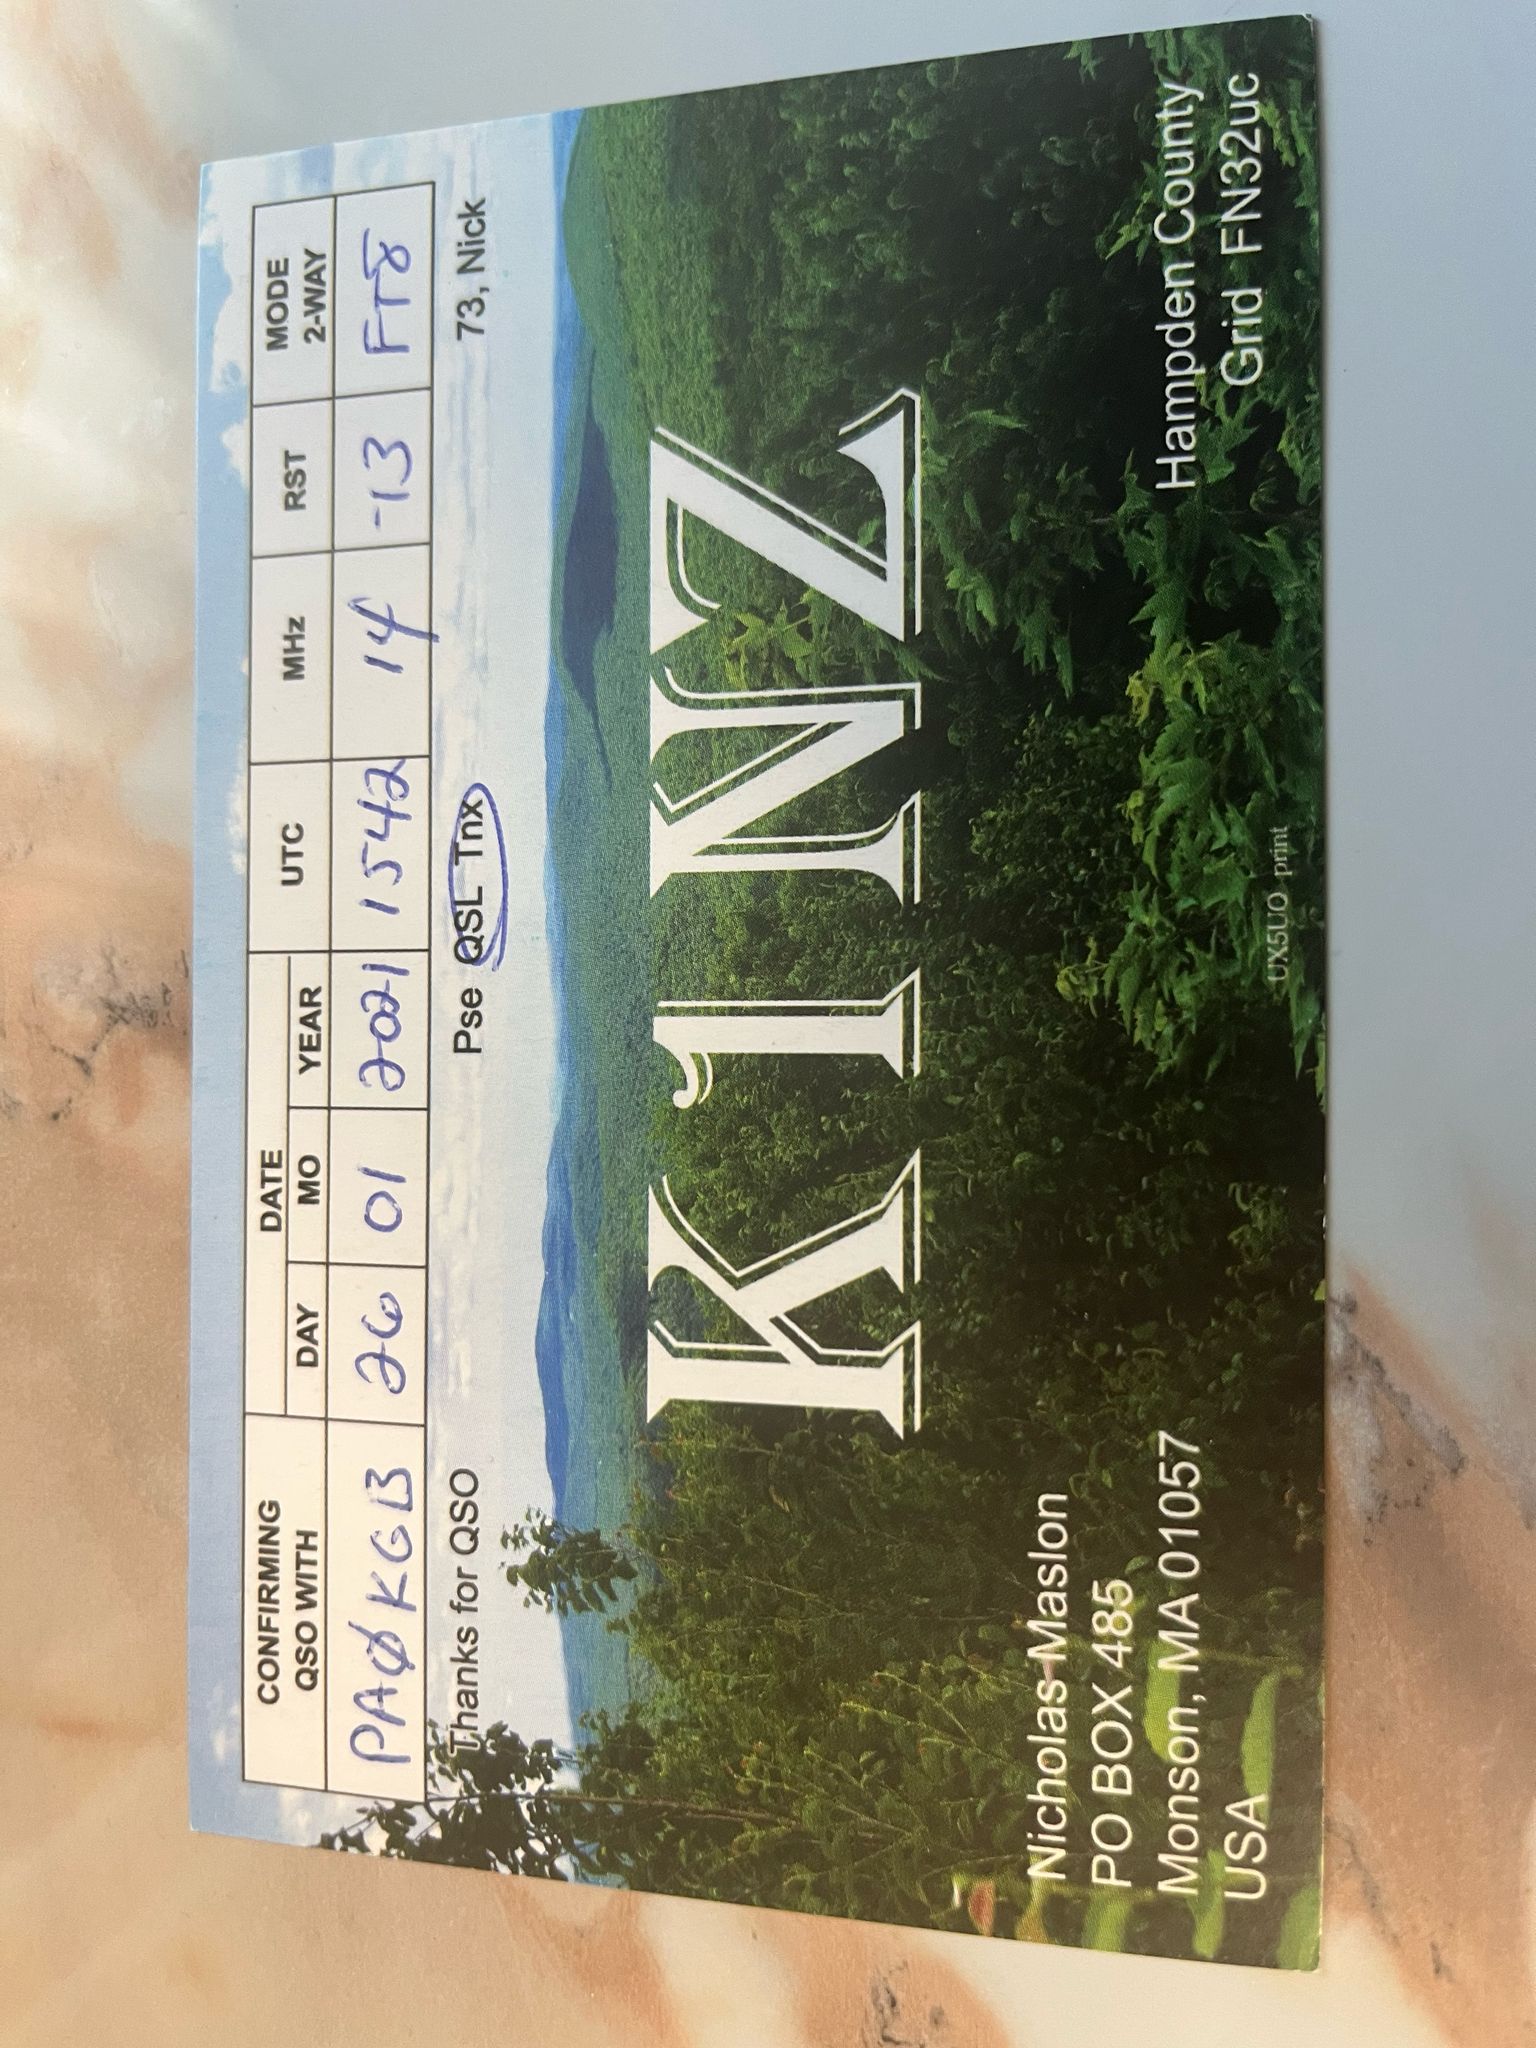 CONFIRMING QSO WITH DATE UTC MHz RST MODE 2-WAY
DAY MO YEAR
PAØKGB 26 01 2021 1542 14 -13 FT8
Thanks for QSO Pse QSL Tnx 73, Nick
K1NZ
Nicholas Maslon
PO BOX 485
Monson, MA 01057
USA
Hampden County
Grid FN32uc
UX5UO print